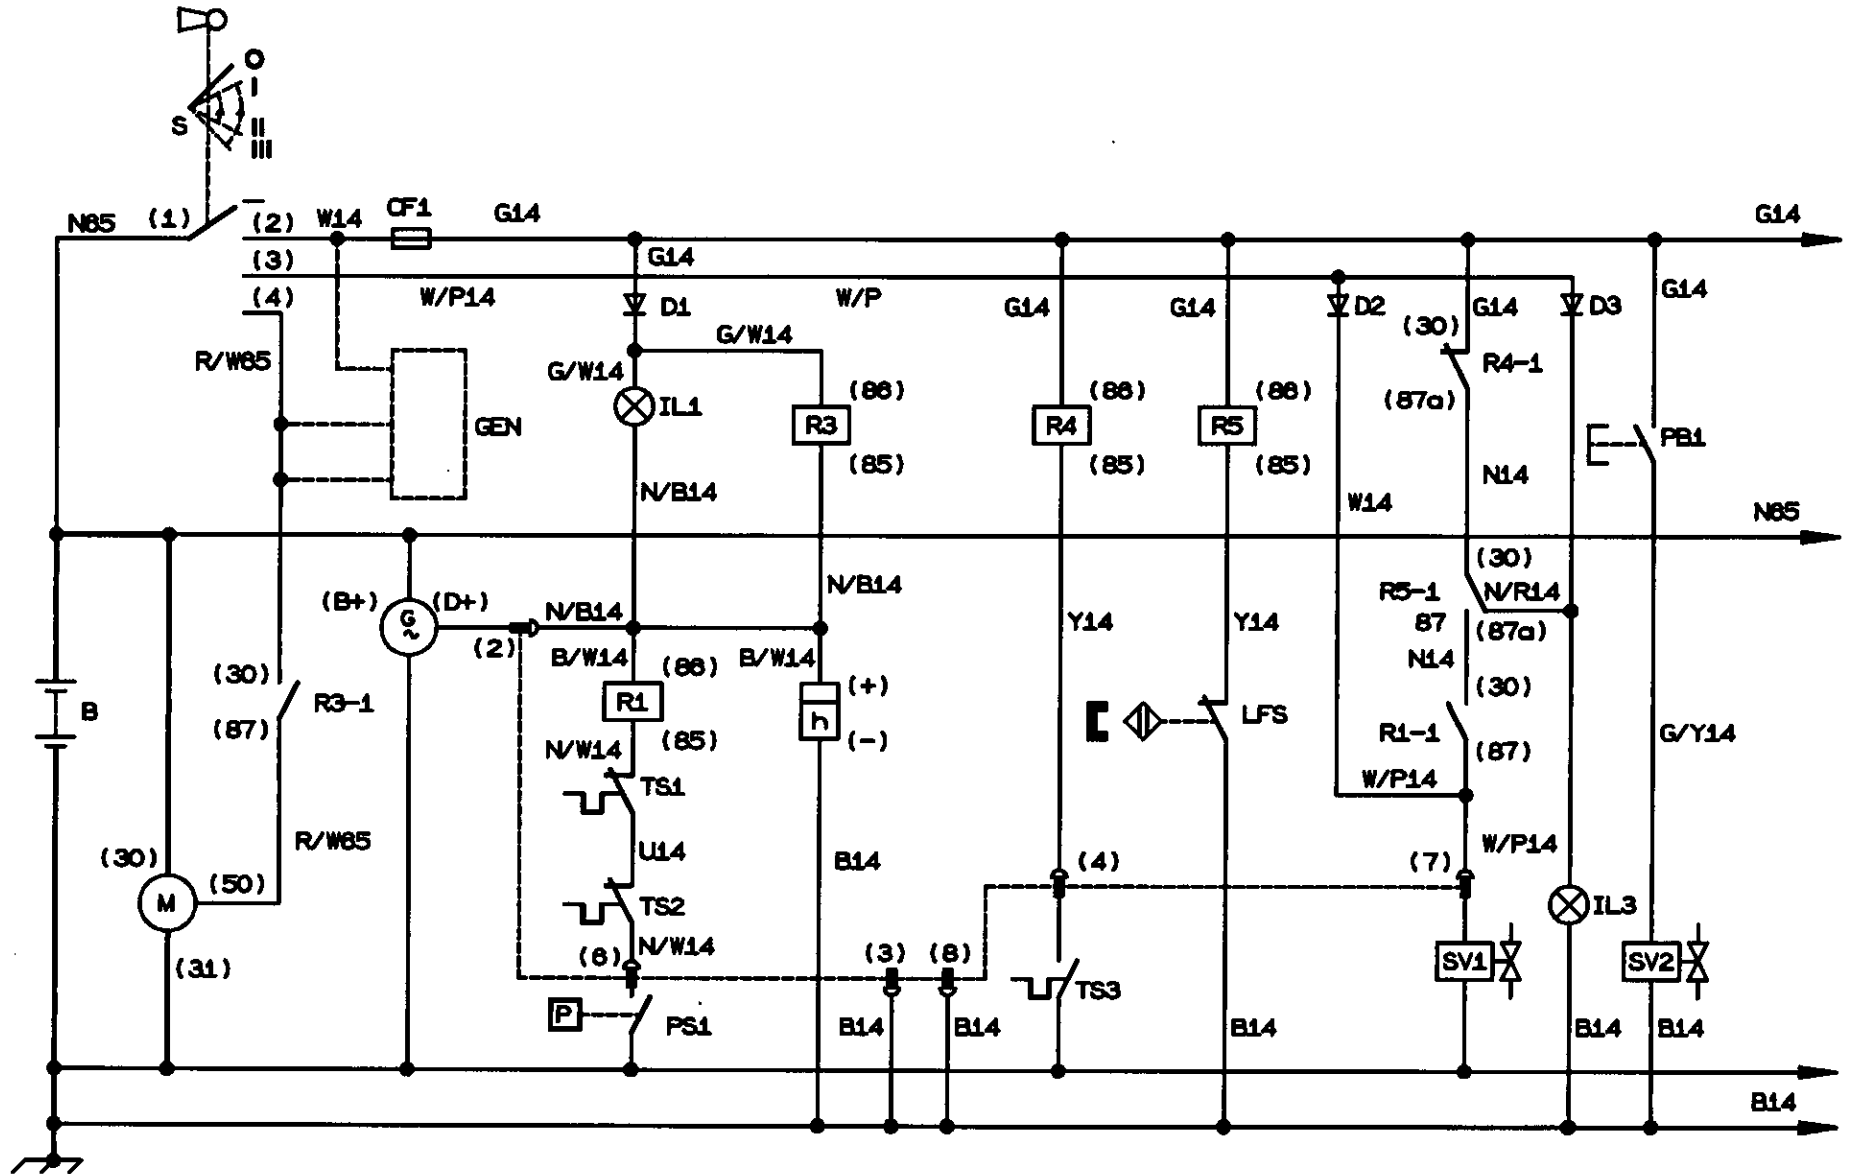 O
I
S
II
III
N65 (1) (2) W14 CF1 G14 G14
(3) G14
(4) W/P14 W/P G14
D1 G14 G14 D2 G14 D3
G/W14 (30)
R/W65 G/W14 R4-1
IL1 (86) (86) (86) (87a)
GEN R3 R4 R5 PB1
(85) (85) (85)
N/B14 N14
W14 N65
(30)
N/B14 R5-1 N/R14
(B+) G ~ (D+) N/B14 Y14 Y14 87 (87a)
(2) B/W14 (86) B/W14 N14
(30) (+) (30)
B R3-1 R1 h LFS
(87) (85) (-) R1-1 (87) G/Y14
N/W14
TS1 W/P14
R/W65 U14 B14 W/P14
(30) (4) (7)
(50)
M TS2 IL3
N/W14
(31) (6) (3) (8) SV1 SV2
TS3
P PS1 B14 B14 B14 B14 B14
B14